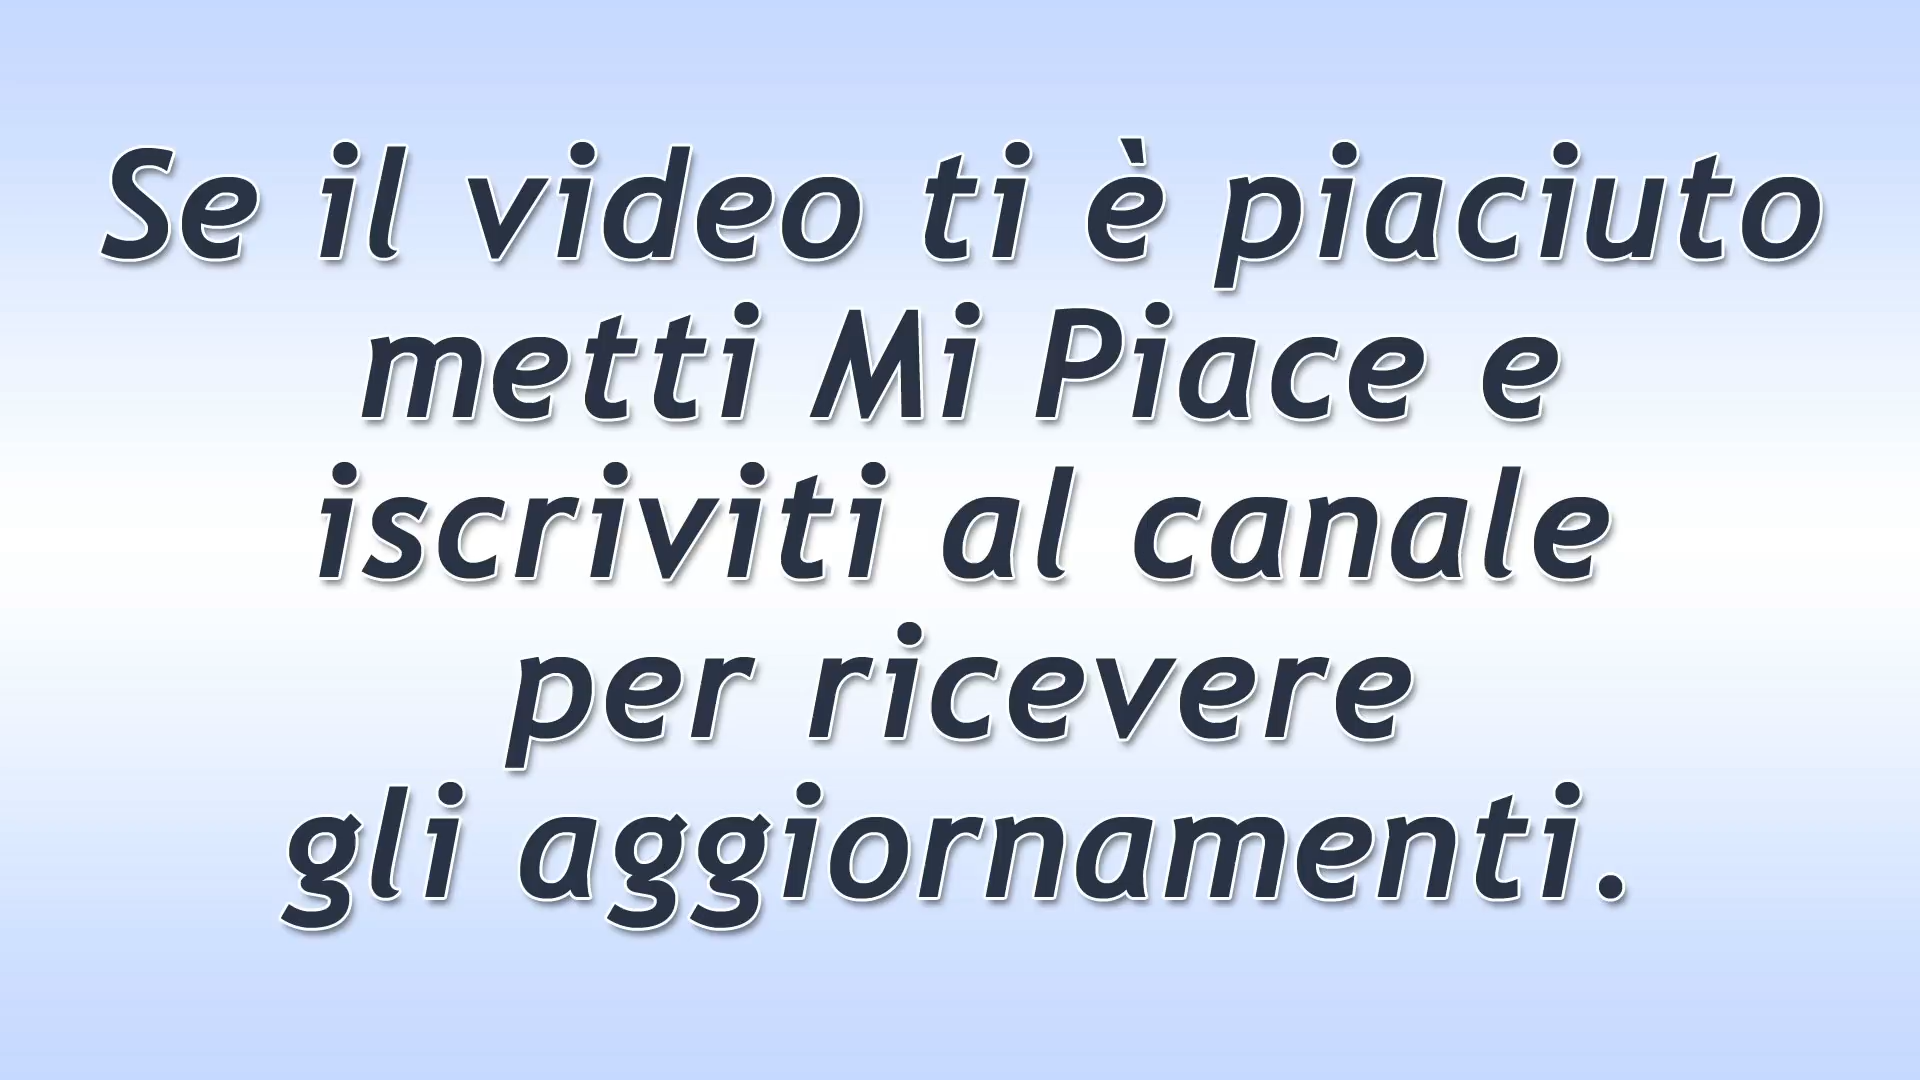 Se il video ti è piaciuto
metti Mi Piace e
iscriviti al canale
per ricevere
gli aggiornamenti.